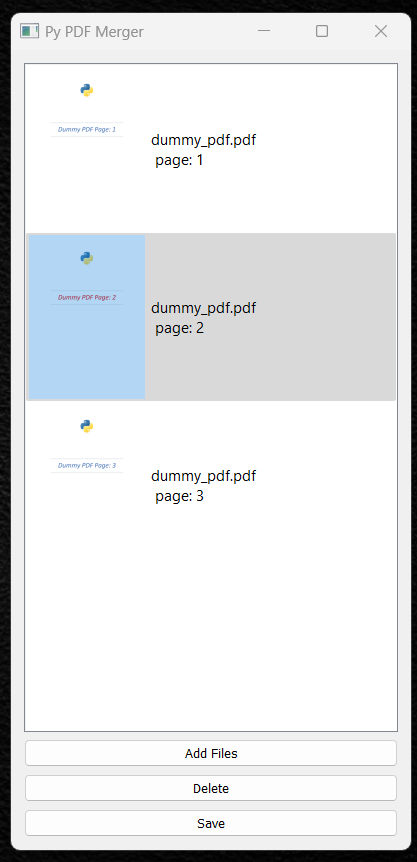 Py PDF Merger
Dummy PDF Page: 1
dummy_pdf.pdf
page: 1
Dummy PDF Page: 2
dummy_pdf.pdf
page: 2
Dummy PDF Page: 3
dummy_pdf.pdf
page: 3
Add Files
Delete
Save